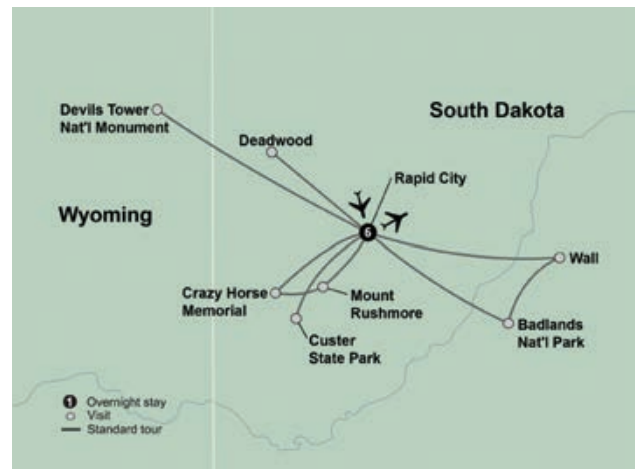 Devils Tower
Nat'l Monument
Deadwood
South Dakota
Rapid City
Wyoming
6
Wall
Crazy Horse
Memorial
Mount
Rushmore
Custer
State Park
Badlands
Nat'l Park
1 Overnight stay
Visit
Standard tour